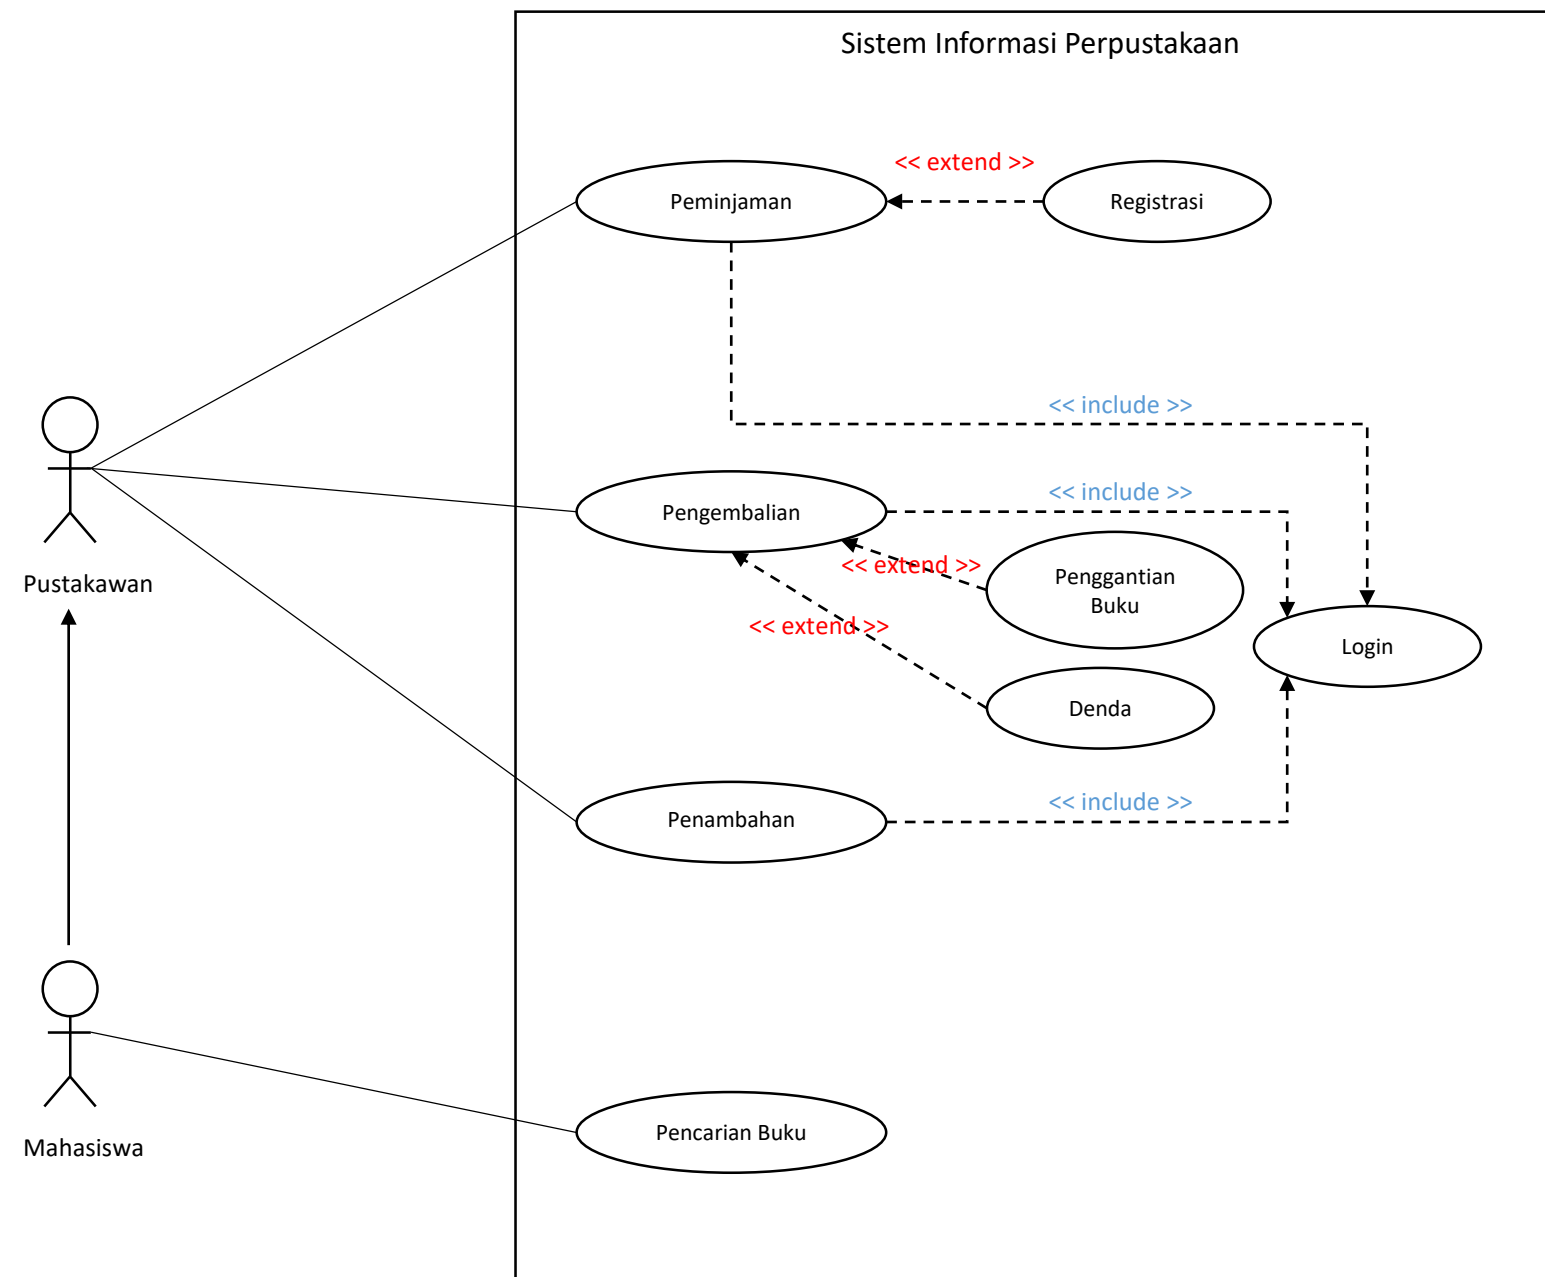 Sistem Informasi Perpustakaan
<< extend >>
Peminjaman
Registrasi
<< include >>
<< include >>
Pengembalian
<< extend >>
Penggantian
Buku
Pustakawan
<< extend >>
Login
Denda
<< include >>
Penambahan
Pencarian Buku
Mahasiswa